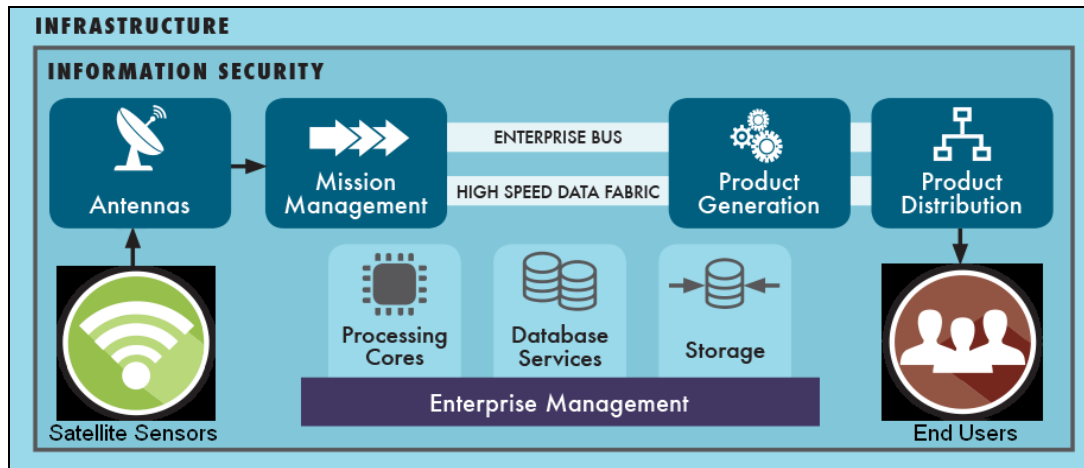 INFRASTRUCTURE
INFORMATION SECURITY
Antennas
Mission
Management
ENTERPRISE BUS
HIGH SPEED DATA FABRIC
Product
Generation
Product
Distribution
Processing
Cores
Database
Services
Storage
Enterprise Management
Satellite Sensors
End Users